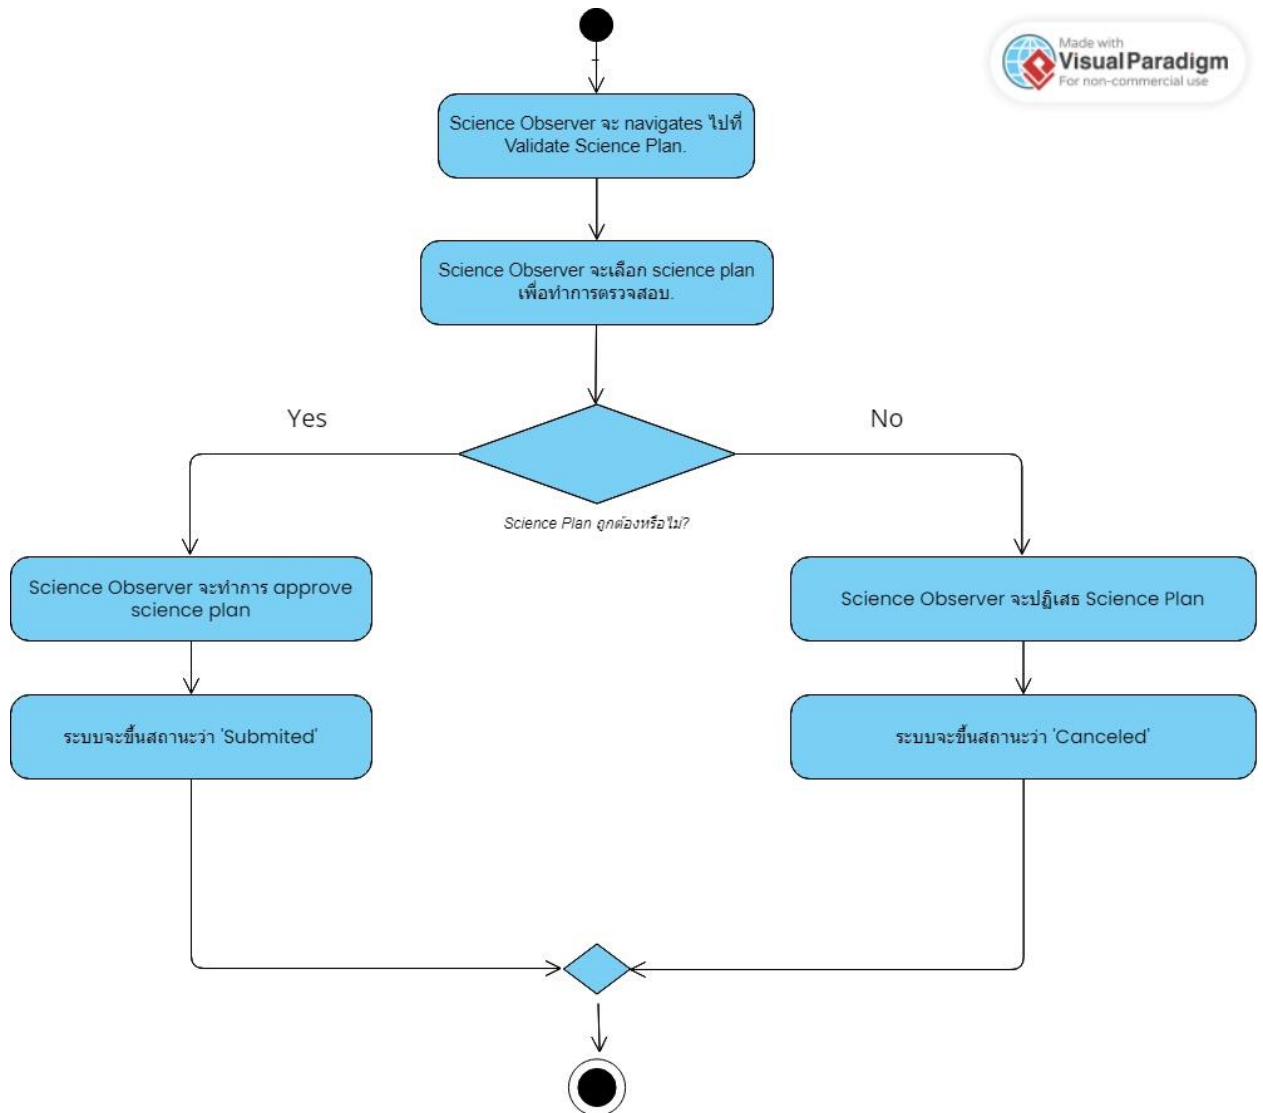 Made with
Visual Paradigm
For non-commercial use
Science Observer จะ navigates ไปที่
Validate Science Plan.
Science Observer จะเลือก science plan
เพื่อทำการตรวจสอบ.
Yes
No
Science Plan ถูกต้องหรือไม่?
Science Observer จะทำการ approve
science plan
Science Observer จะปฏิเสธ Science Plan
ระบบจะขึ้นสถานะว่า 'Submited'
ระบบจะขึ้นสถานะว่า 'Canceled'